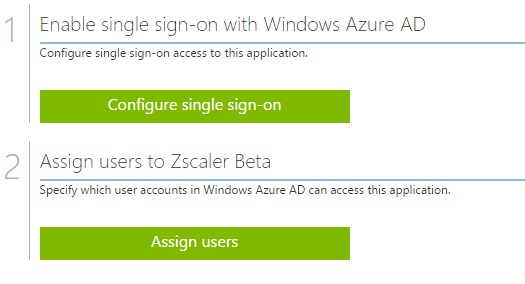 1
Enable single sign-on with Windows Azure AD
Configure single sign-on access to this application.
Configure single sign-on
2
Assign users to Zscaler Beta
Specify which user accounts in Windows Azure AD can access this application.
Assign users